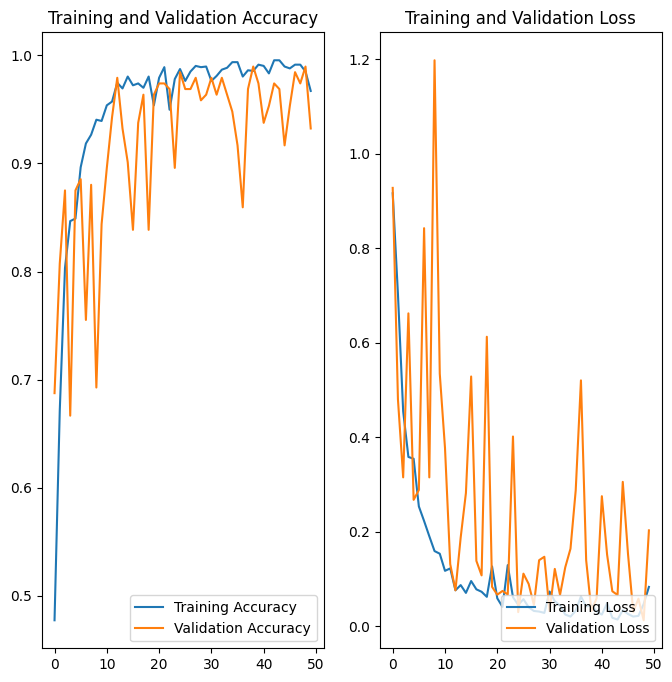 Training and Validation Accuracy
1.0
0.9
0.8
0.7
0.6
0.5
0 10 20 30 40 50
Training Accuracy
Validation Accuracy
Training and Validation Loss
1.2
1.0
0.8
0.6
0.4
0.2
0.0
0 10 20 30 40 50
Training Loss
Validation Loss